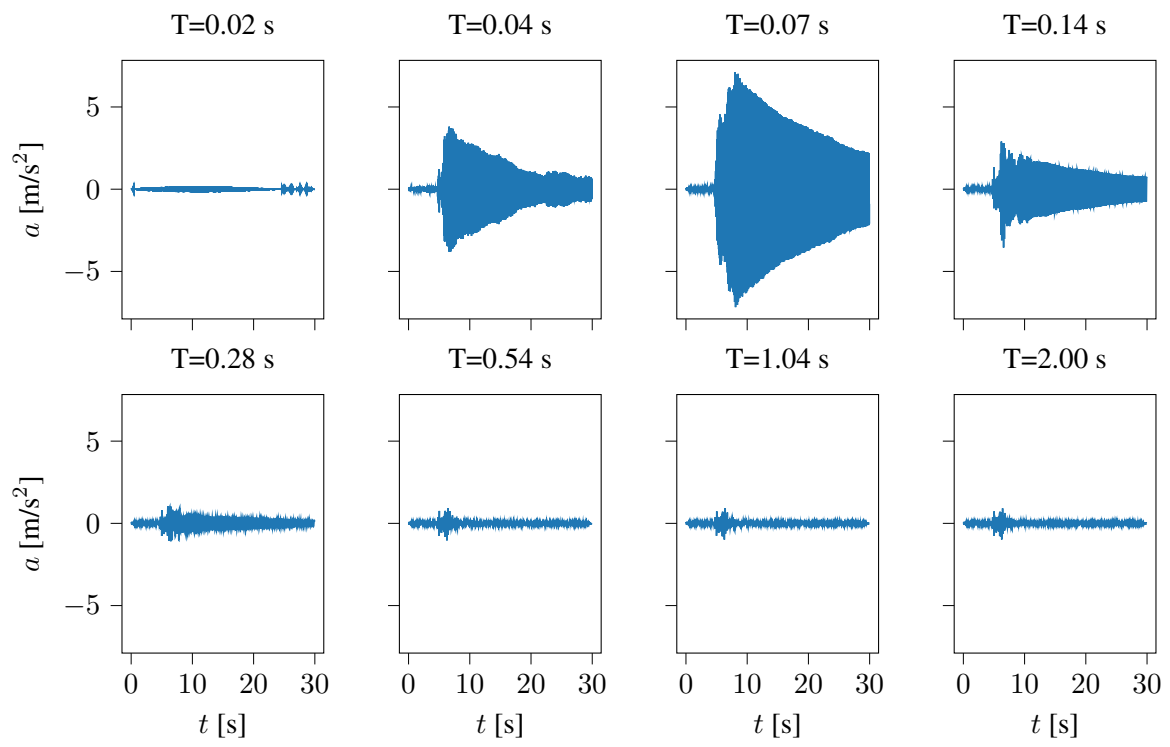 T=0.02 s
T=0.04 s
T=0.07 s
T=0.14 s
a [m/s²]
5
0
−5
T=0.28 s
T=0.54 s
T=1.04 s
T=2.00 s
a [m/s²]
5
0
−5
0 10 20 30
0 10 20 30
0 10 20 30
0 10 20 30
t [s]
t [s]
t [s]
t [s]